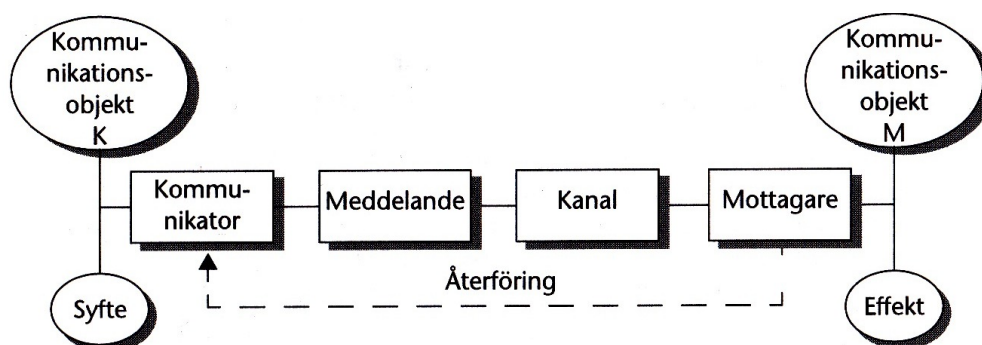 Kommu-
nikations-
objekt
K
Kommu-
nikations-
objekt
M
Kommu-
nikator
Meddelande
Kanal
Mottagare
Återföring
Syfte
Effekt